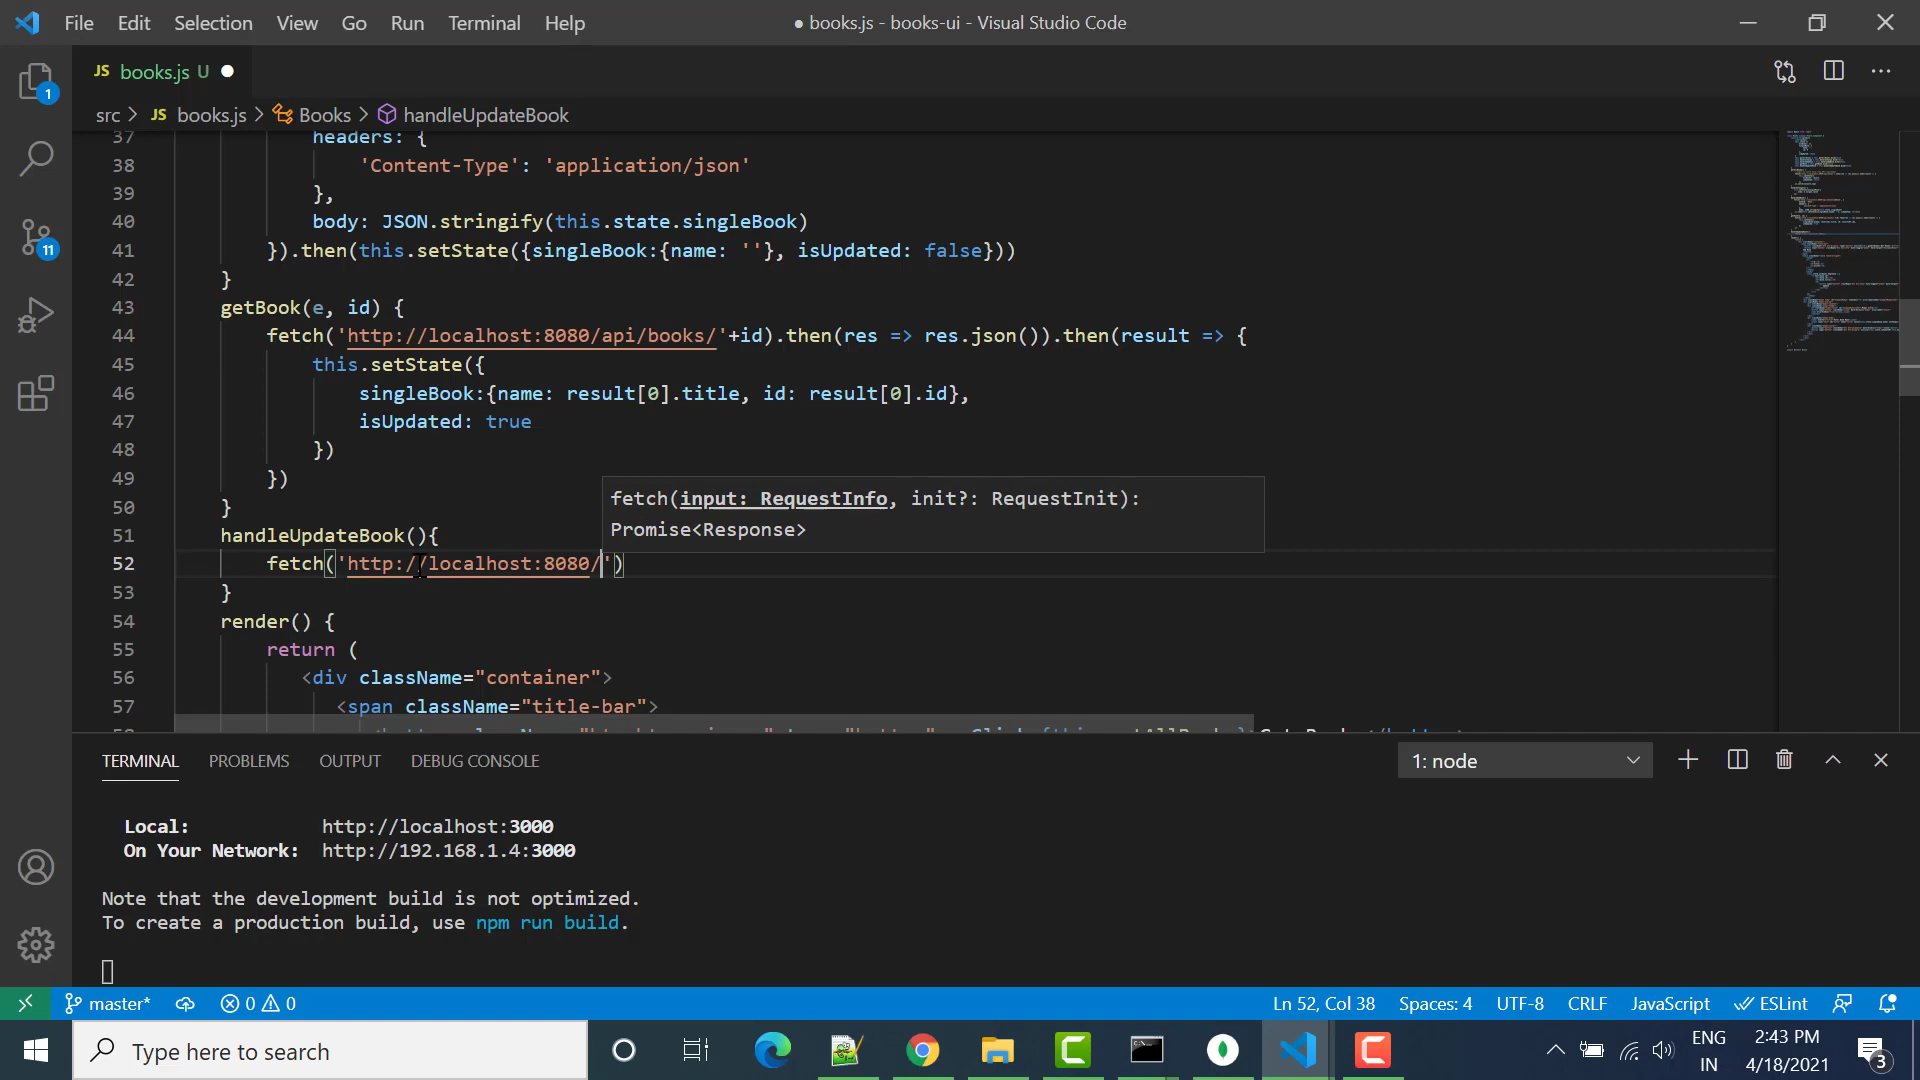 File Edit Selection View Go Run Terminal Help
● books.js - books-ui - Visual Studio Code
JS books.js U ●
src > JS books.js > Books > handleUpdateBook
37 headers: {
38 'Content-Type': 'application/json'
39 },
40 body: JSON.stringify(this.state.singleBook)
41 }).then(this.setState({singleBook:{name: ''}, isUpdated: false}))
42 }
43 getBook(e, id) {
44 fetch('http://localhost:8080/api/books/'+id).then(res => res.json()).then(result => {
45 this.setState({
46 singleBook:{name: result[0].title, id: result[0].id},
47 isUpdated: true
48 })
49 })
50 }
fetch(input: RequestInfo, init?: RequestInit):
Promise<Response>
51 handleUpdateBook(){
52 fetch('http://localhost:8080/')
53 }
54 render() {
55 return (
56 <div className="container">
57 <span className="title-bar">
TERMINAL PROBLEMS OUTPUT DEBUG CONSOLE
1: node
Local: http://localhost:3000
On Your Network: http://192.168.1.4:3000
Note that the development build is not optimized.
To create a production build, use npm run build.
master* 0 0
Ln 52, Col 38 Spaces: 4 UTF-8 CRLF JavaScript ESLint
Type here to search
ENG
IN
2:43 PM
4/18/2021
3
1
11